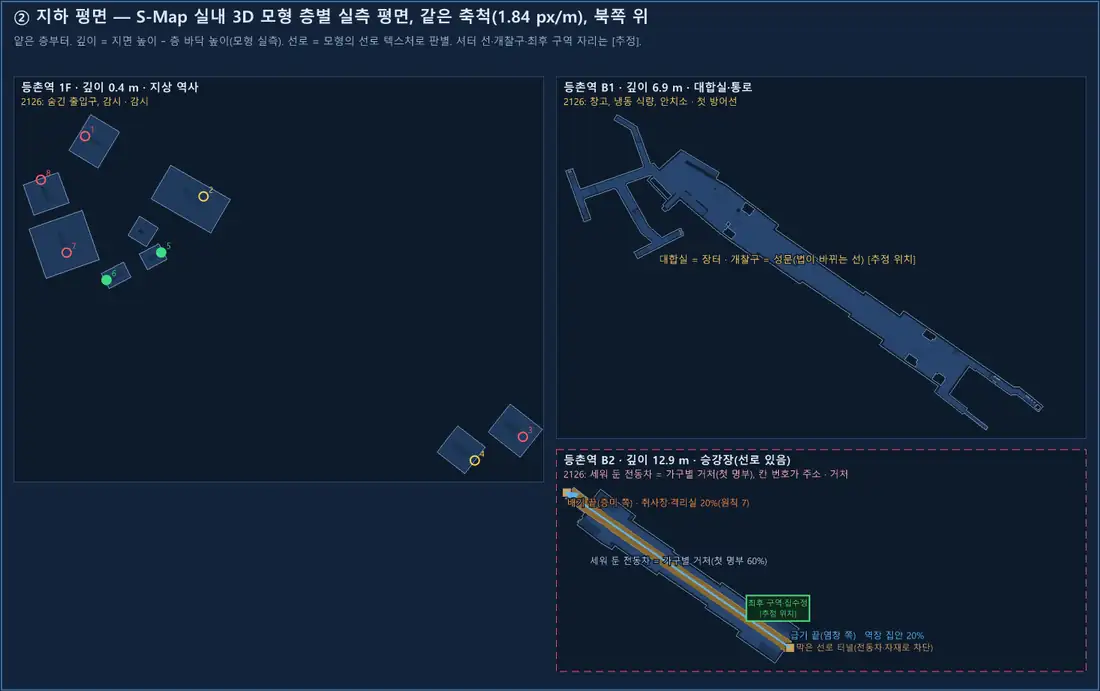 ② 지하 평면 — S-Map 실내 3D 모형 층별 실측 평면, 같은 축척(1.84 px/m), 북쪽 위
얕은 층부터. 깊이 = 지면 높이 − 층 바닥 높이(모형 실측). 선로 = 모형의 선로 텍스처로 판별. 셔터 선·개찰구·최후 구역 자리는 [추정].
등촌역 1F · 깊이 0.4 m · 지상 역사
2126: 숨긴 출입구, 감시 · 감시
1
8
2
7
5
6
3
4
등촌역 B1 · 깊이 6.9 m · 대합실·통로
2126: 창고, 냉동 식량, 안치소 · 첫 방어선
대합실 = 장터 · 개찰구 = 성문(법이 바뀌는 선) [추정 위치]
등촌역 B2 · 깊이 12.9 m · 승강장(선로 있음)
2126: 세워 둔 전동차 = 가구별 거처(첫 명부), 칸 번호가 주소 · 거처
배기 끝(증미 쪽) · 취사장·격리실 20%(원칙 7)
세워 둔 전동차 = 가구별 거처(첫 명부 60%)
최후 구역·집수정
(추정 위치)
급기 끝(염창 쪽) 역장 집안 20%
막은 선로 터널(전동차·자재로 차단)